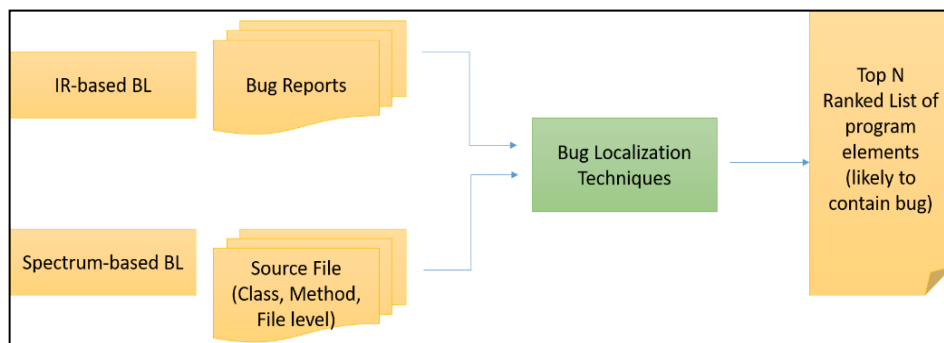 IR-based BL
Bug Reports
Spectrum-based BL
Source File
(Class, Method,
File level)
Bug Localization
Techniques
Top N
Ranked List of
program
elements
(likely to
contain bug)